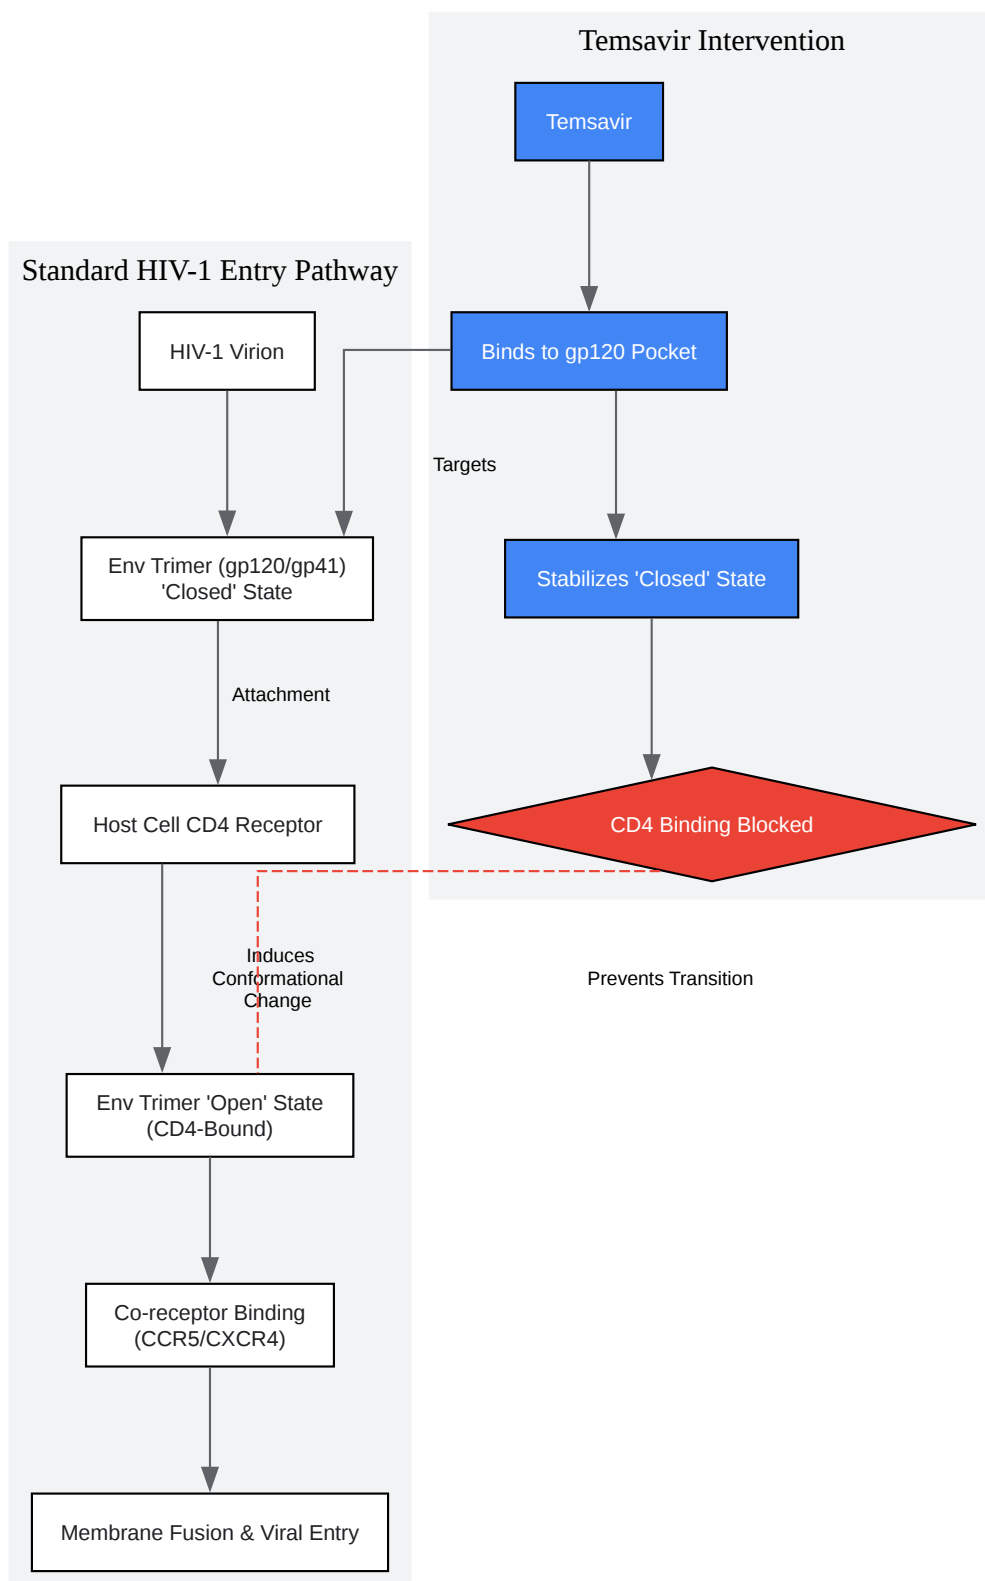 Temsavir Intervention
Temsavir
Standard HIV-1 Entry Pathway
HIV-1 Virion
Binds to gp120 Pocket
Targets
Env Trimer (gp120/gp41)
'Closed' State
Stabilizes 'Closed' State
Attachment
Host Cell CD4 Receptor
CD4 Binding Blocked
Induces
Conformational
Change
Prevents Transition
Env Trimer 'Open' State
(CD4-Bound)
Co-receptor Binding
(CCR5/CXCR4)
Membrane Fusion & Viral Entry